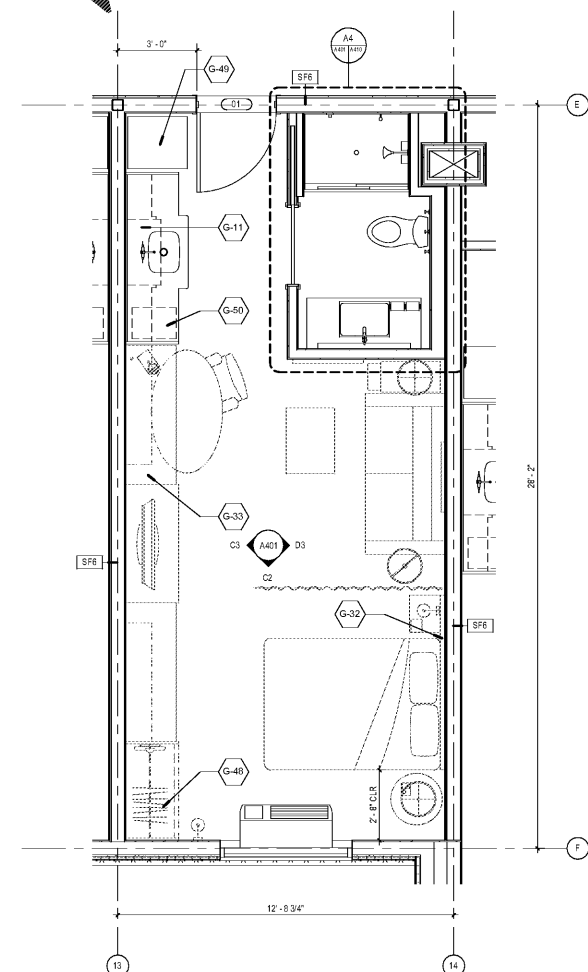 3' - 0"
A4
A401 A410
G-49
SF6
01
E
G-11
G-50
G-33
28' - 2"
C3 A401 D3
C2
SF6
G-32
SF6
G-48
2' - 8" CLR
F
12' - 8 3/4"
13
14